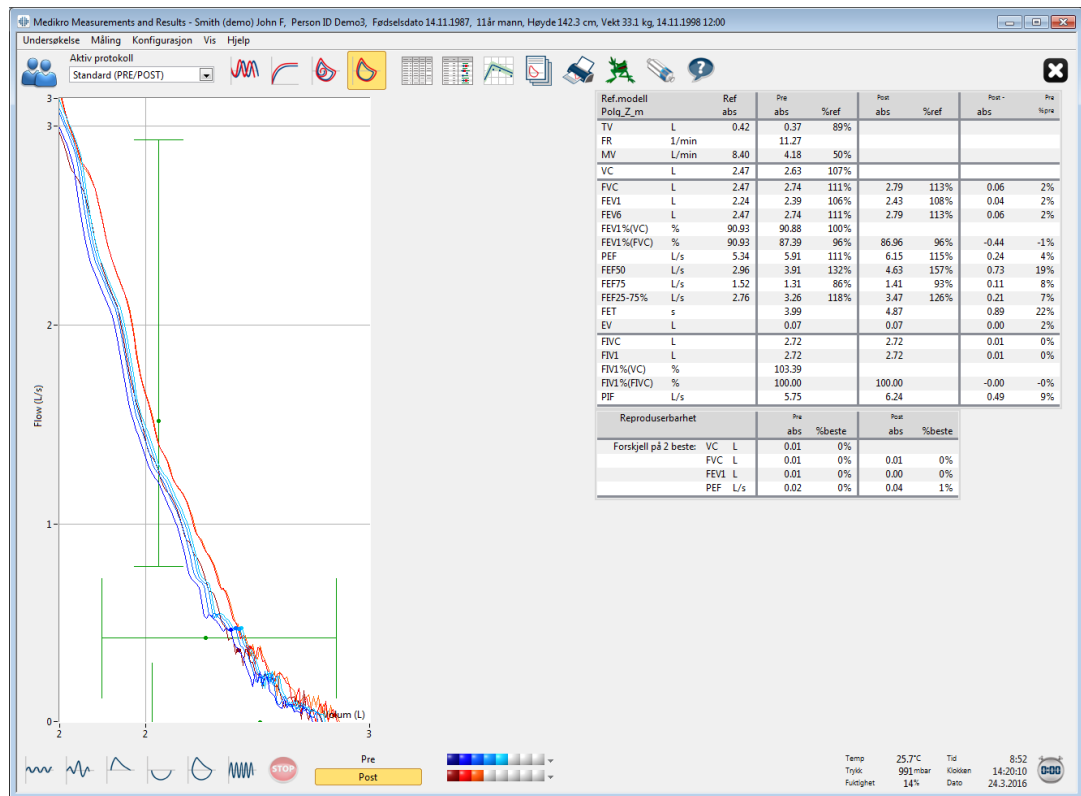 Medikro Measurements and Results - Smith (demo) John F, Person ID Demo3, Fødselsdato 14.11.1987, 11år mann, Høyde 142.3 cm, Vekt 33.1 kg, 14.11.1998 12:00
Undersøkelse Måling Konfigurasjon Vis Hjelp
Aktiv protokoll
Standard (PRE/POST)
3
3
2
1
0
Flow (L/s)
2 2 3
Volum (L)
Ref.modell Ref Pre Post Post - Pre
Polg_Z_m abs abs %ref abs %ref abs %pre
TV L 0.42 0.37 89%
FR 1/min 11.27
MV L/min 8.40 4.18 50%
VC L 2.47 2.63 107%
FVC L 2.47 2.74 111% 2.79 113% 0.06 2%
FEV1 L 2.24 2.39 106% 2.43 108% 0.04 2%
FEV6 L 2.47 2.74 111% 2.79 113% 0.06 2%
FEV1%(VC) % 90.93 90.88 100%
FEV1%(FVC) % 90.93 87.39 96% 86.96 96% -0.44 -1%
PEF L/s 5.34 5.91 111% 6.15 115% 0.24 4%
FEF50 L/s 2.96 3.91 132% 4.63 157% 0.73 19%
FEF75 L/s 1.52 1.31 86% 1.41 93% 0.11 8%
FEF25-75% L/s 2.76 3.26 118% 3.47 126% 0.21 7%
FET s 3.99 4.87 0.89 22%
EV L 0.07 0.07 0.00 2%
FIVC L 2.72 2.72 0.01 0%
FIV1 L 2.72 2.72 0.01 0%
FIV1%(VC) % 103.39
FIV1%(FIVC) % 100.00 100.00 -0.00 -0%
PIF L/s 5.75 6.24 0.49 9%
Reproduserbarhet Pre Post
abs %beste abs %beste
Forskjell på 2 beste: VC L 0.01 0%
FVC L 0.01 0% 0.01 0%
FEV1 L 0.01 0% 0.00 0%
PEF L/s 0.02 0% 0.04 1%
STOP
Pre
Post
Temp 25.7°C Tid 8:52
Trykk 991 mbar Klokken 14:20:10
Fuktighet 14% Dato 24.3.2016
0:00